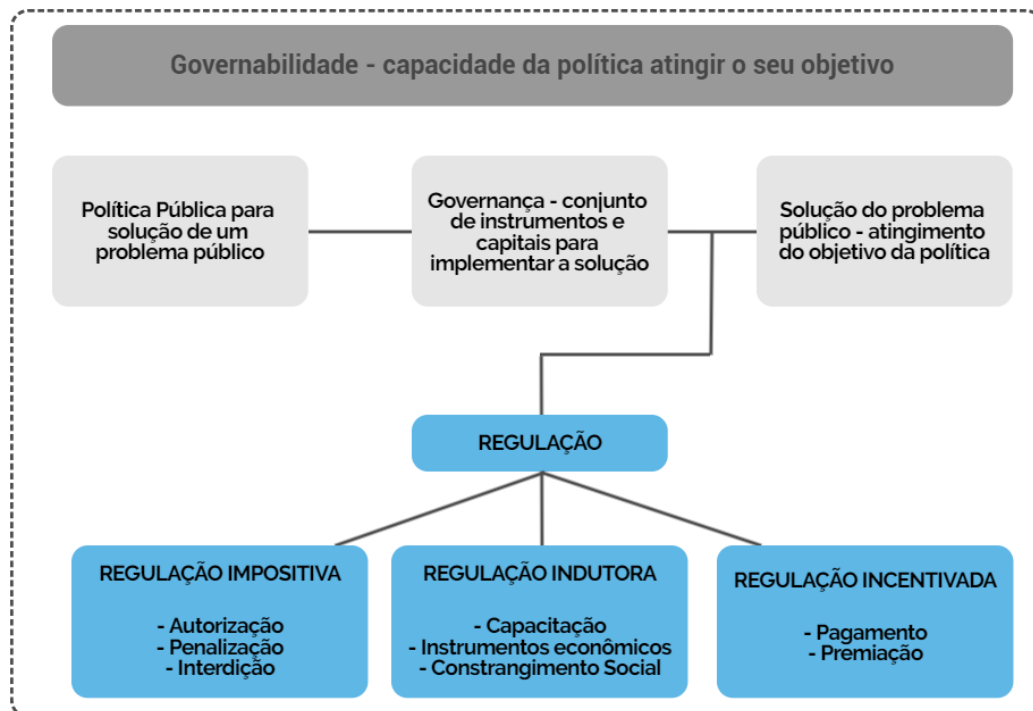 Governabilidade - capacidade da política atingir o seu objetivo
Política Pública para
solução de um
problema público
Governança - conjunto
de instrumentos e
capitais para
implementar a solução
Solução do problema
público - atingimento
do objetivo da política
REGULAÇÃO
REGULAÇÃO IMPOSITIVA
- Autorização
- Penalização
- Interdição
REGULAÇÃO INDUTORA
- Capacitação
- Instrumentos econômicos
- Constrangimento Social
REGULAÇÃO INCENTIVADA
- Pagamento
- Premiação